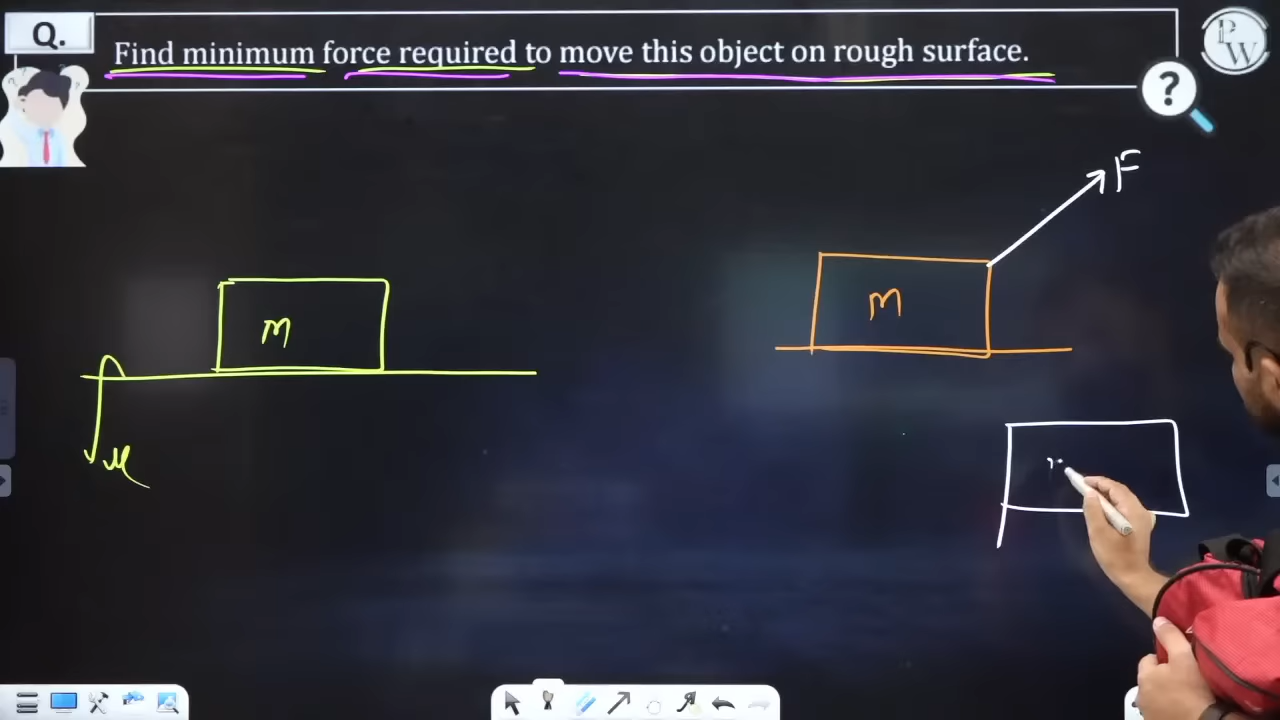 Q.
Find minimum force required to move this object on rough surface.
P
W
?
F
m
m
μ